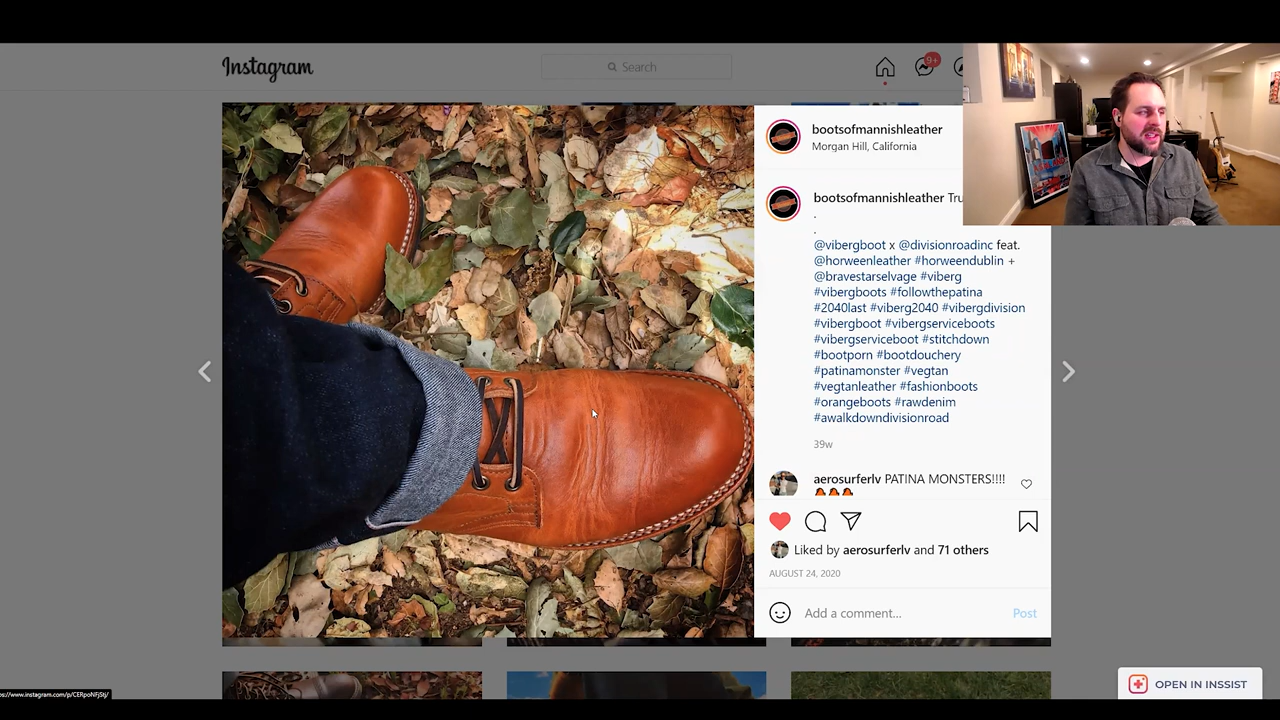 Instagram
Search
9+
bootsofmannishleather
Morgan Hill, California
bootsofmannishleather Tru
.
.
@vibergboot x @divisionroadinc feat.
@horweenleather #horweendublin +
@bravestarselvage #viberg
#vibergboots #followthepatina
#2040last #viberg2040 #vibergdivision
#vibergboot #vibergserviceboots
#vibergserviceboot #stitchdown
#bootporn #bootdouchery
#patinamonster #vegtan
#vegtanleather #fashionboots
#orangeboots #rawdenim
#awalkdowndivisionroad
39w
aerosurferlv PATINA MONSTERS!!!!
Liked by aerosurferlv and 71 others
AUGUST 24, 2020
Add a comment...
Post
OPEN IN INSSIST